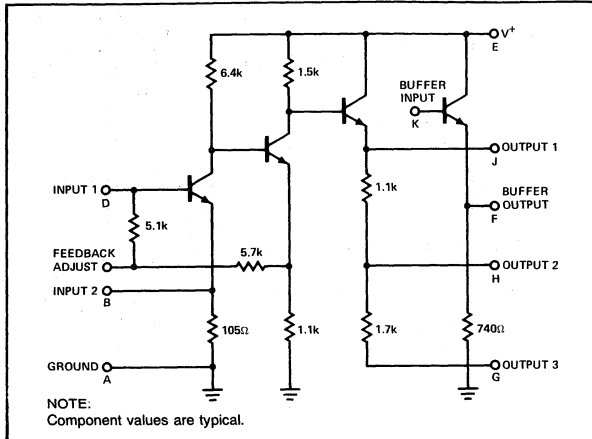 V+
E
6.4k
1.5k
BUFFER
INPUT
K
OUTPUT 1
J
INPUT 1
D
1.1k
BUFFER
OUTPUT
F
5.1k
FEEDBACK
ADJUST
5.7k
OUTPUT 2
H
INPUT 2
B
105Ω
1.1k
1.7k
740Ω
GROUND
A
OUTPUT 3
G
NOTE:
Component values are typical.